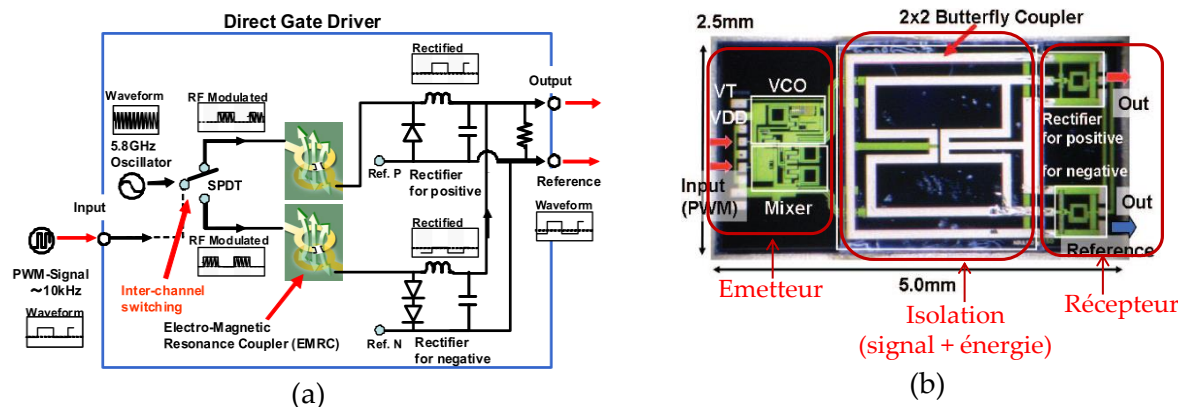 Direct Gate Driver
Rectified
Output
Waveform
RF Modulated
5.8GHz
Oscillator
Ref. P
SPDT
Rectifier
for positive
Reference
Input
RF Modulated
Rectified
Waveform
PWM-Signal
～10kHz
Inter-channel
switching
Waveform
Electro-Magnetic
Resonance Coupler (EMRC)
Ref. N
Rectifier
for negative
(a)
2x2 Butterfly Coupler
2.5mm
VT
VCO
VDD
Out
Rectifier
for positive
Input
(PWM)
for negative
Mixer
Out
Reference
5.0mm
Emetteur
Isolation
(signal + énergie)
Récepteur
(b)